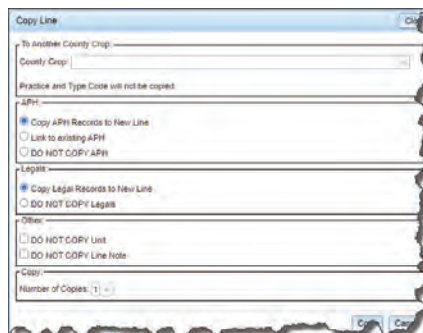 Copy Line
To Another County Crop:
County Crop:
Practice and Type Code will not be copied.
APH:
Copy APH Records to New Line
Link to existing APH
DO NOT COPY APH
Legals:
Copy Legal Records to New Line
DO NOT COPY Legals
Other:
DO NOT COPY Unit
DO NOT COPY Line Note
Copy:
Number of Copies: 1